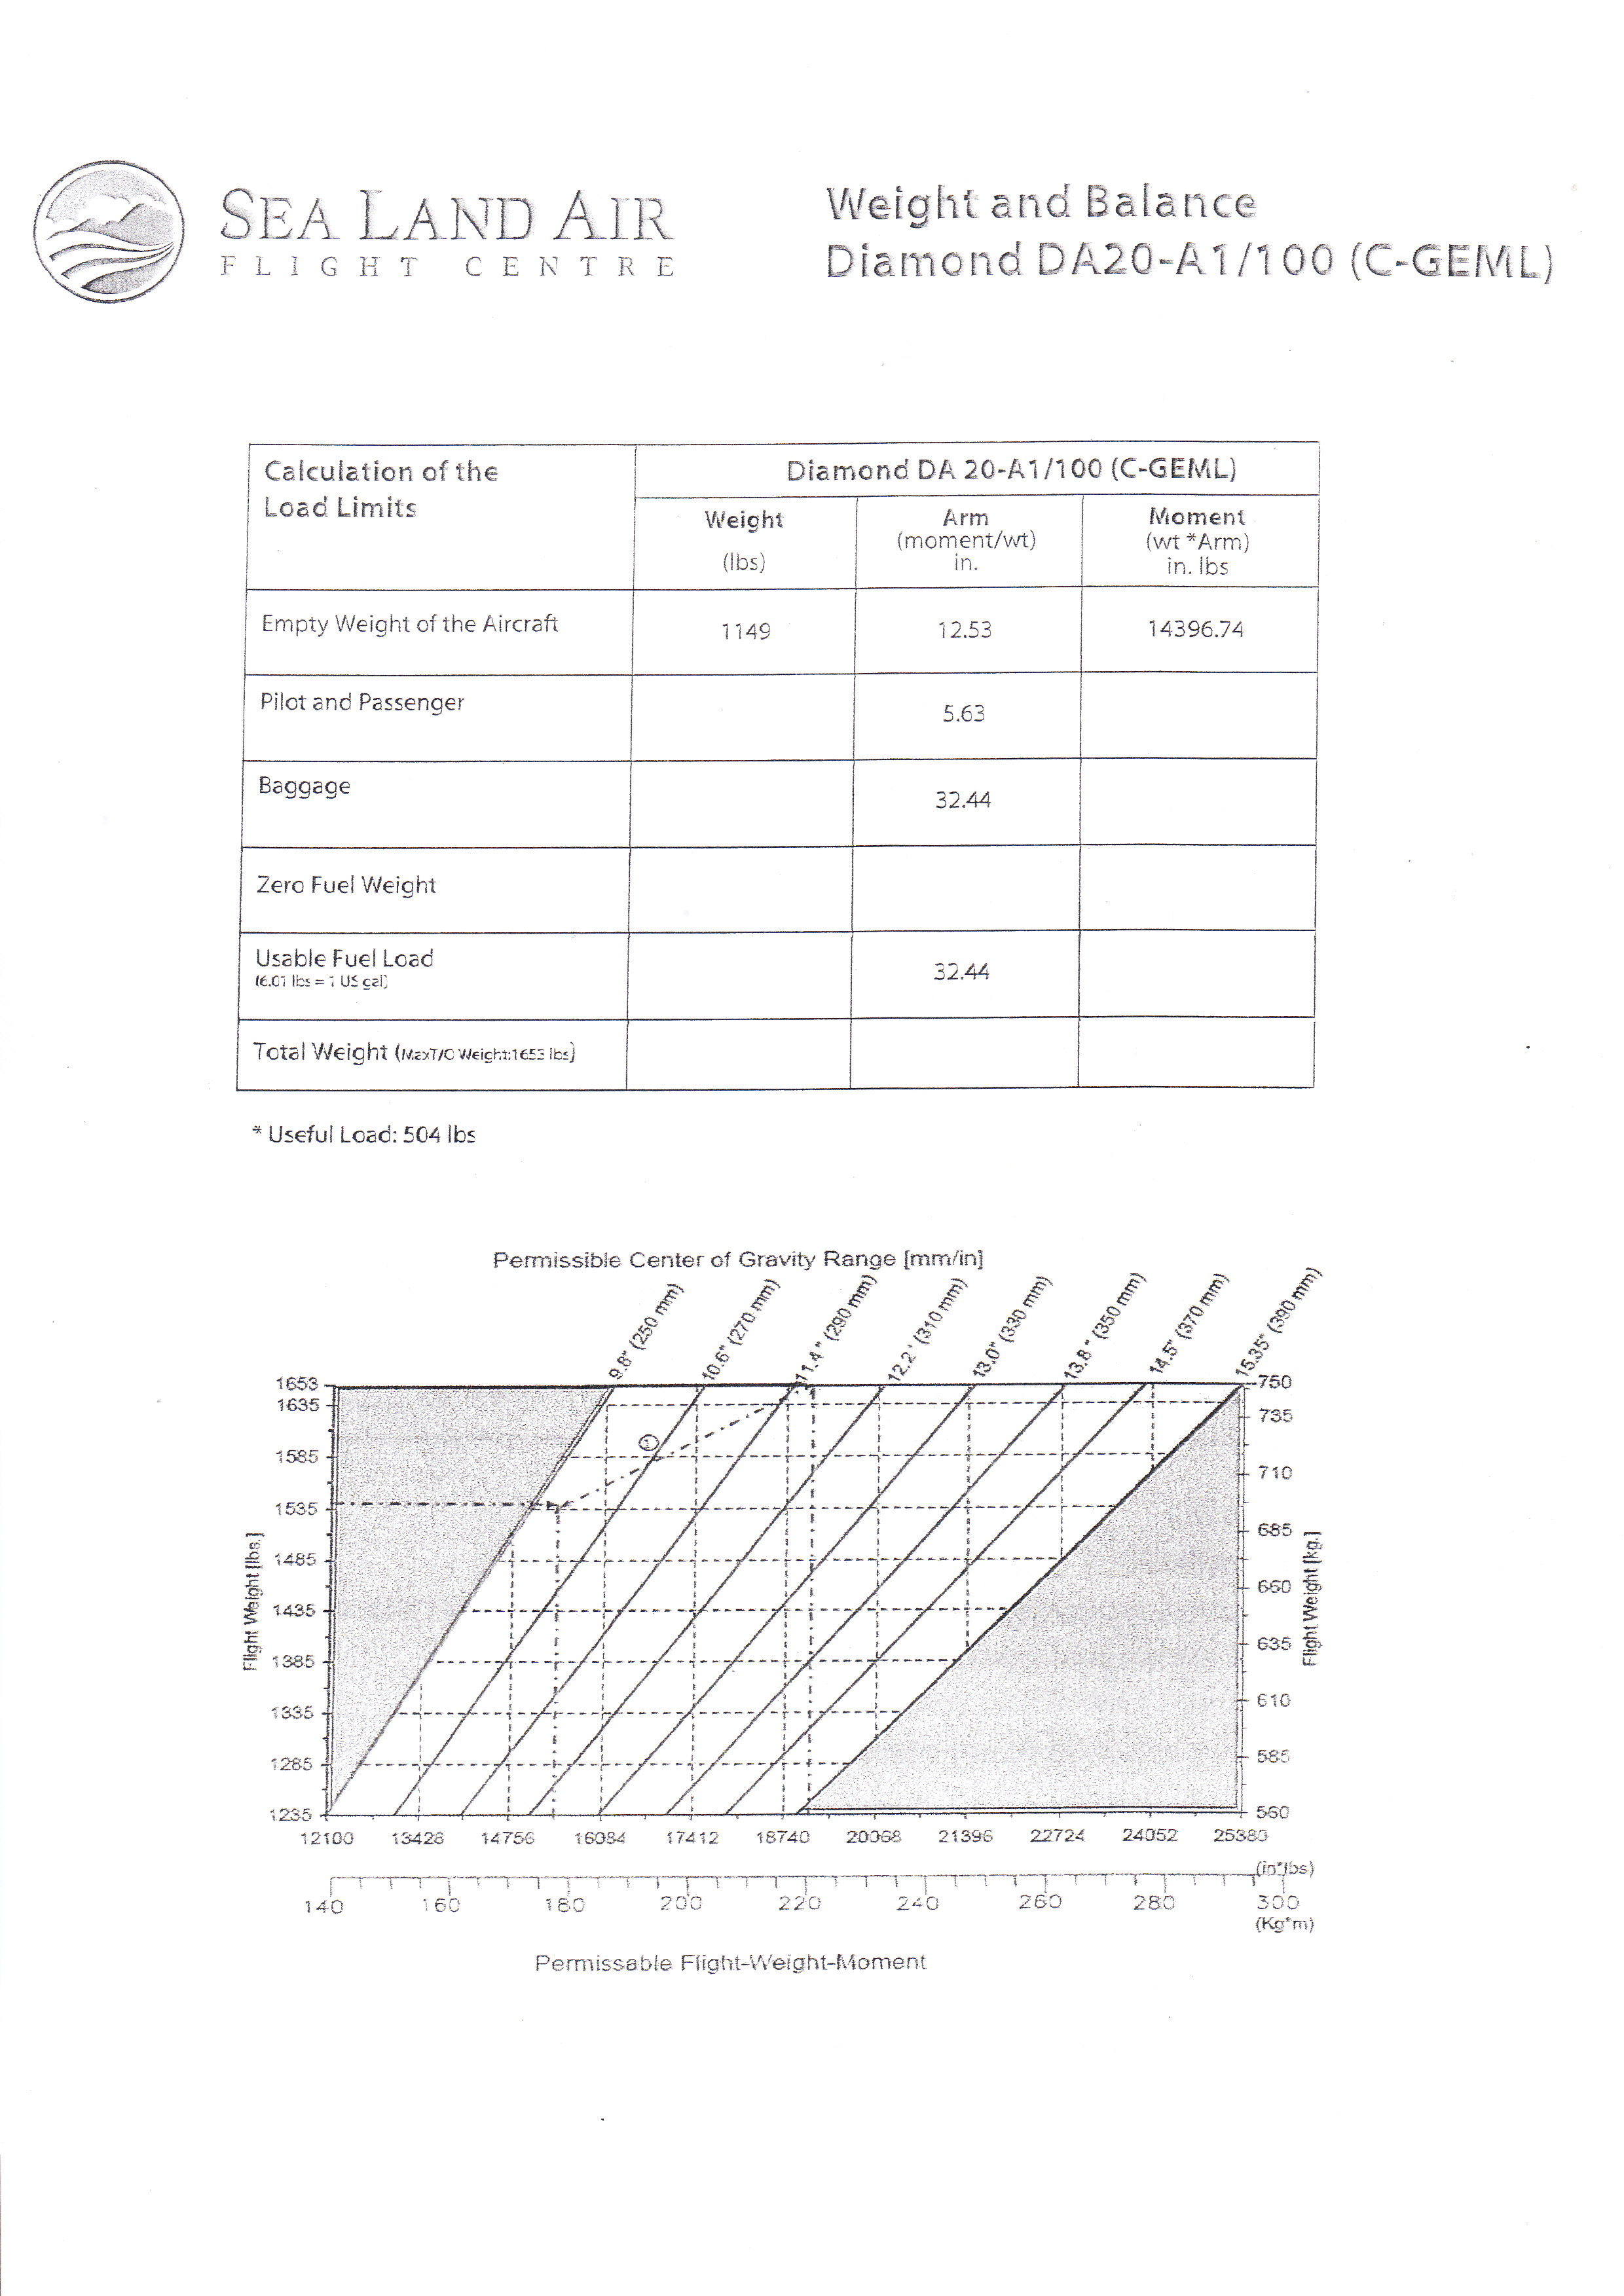 SEA LAND AIR
FLIGHT CENTRE
Weight and Balance
Diamond DA20-A1/100 (C-GEML)
Calculation of the
Load Limits
Diamond DA 20-A1/100 (C-GEML)
Weight
(lbs)
Arm
(moment/wt)
in.
Moment
(wt *Arm)
in. lbs
Empty Weight of the Aircraft
1149
12.53
14396.74
Pilot and Passenger
5.63
Baggage
32.44
Zero Fuel Weight
Usable Fuel Load
(6.01 lbs = 1 US gal)
32.44
Total Weight (MaxT/O Weight:1653 lbs)
* Useful Load: 504 lbs
Permissible Center of Gravity Range [mm/in]
9.8" (250 mm)
10.6" (270 mm)
11.4 " (290 mm)
12.2 ' (310 mm)
13.0" (330 mm)
13.8 " (350 mm)
14.5" (370 mm)
15.35" (390 mm)
1653
1635
1585
1535
1485
1435
1385
1335
1285
1235
Flight Weight [lbs.]
1
750
735
710
685
660
635
610
585
560
Flight Weight [kg.]
12100 13428 14756 16084 17412 18740 20068 21396 22724 24052 25380
(in*lbs)
140 160 180 200 220 240 260 280 300
(Kg*m)
Permissable Flight-Weight-Moment